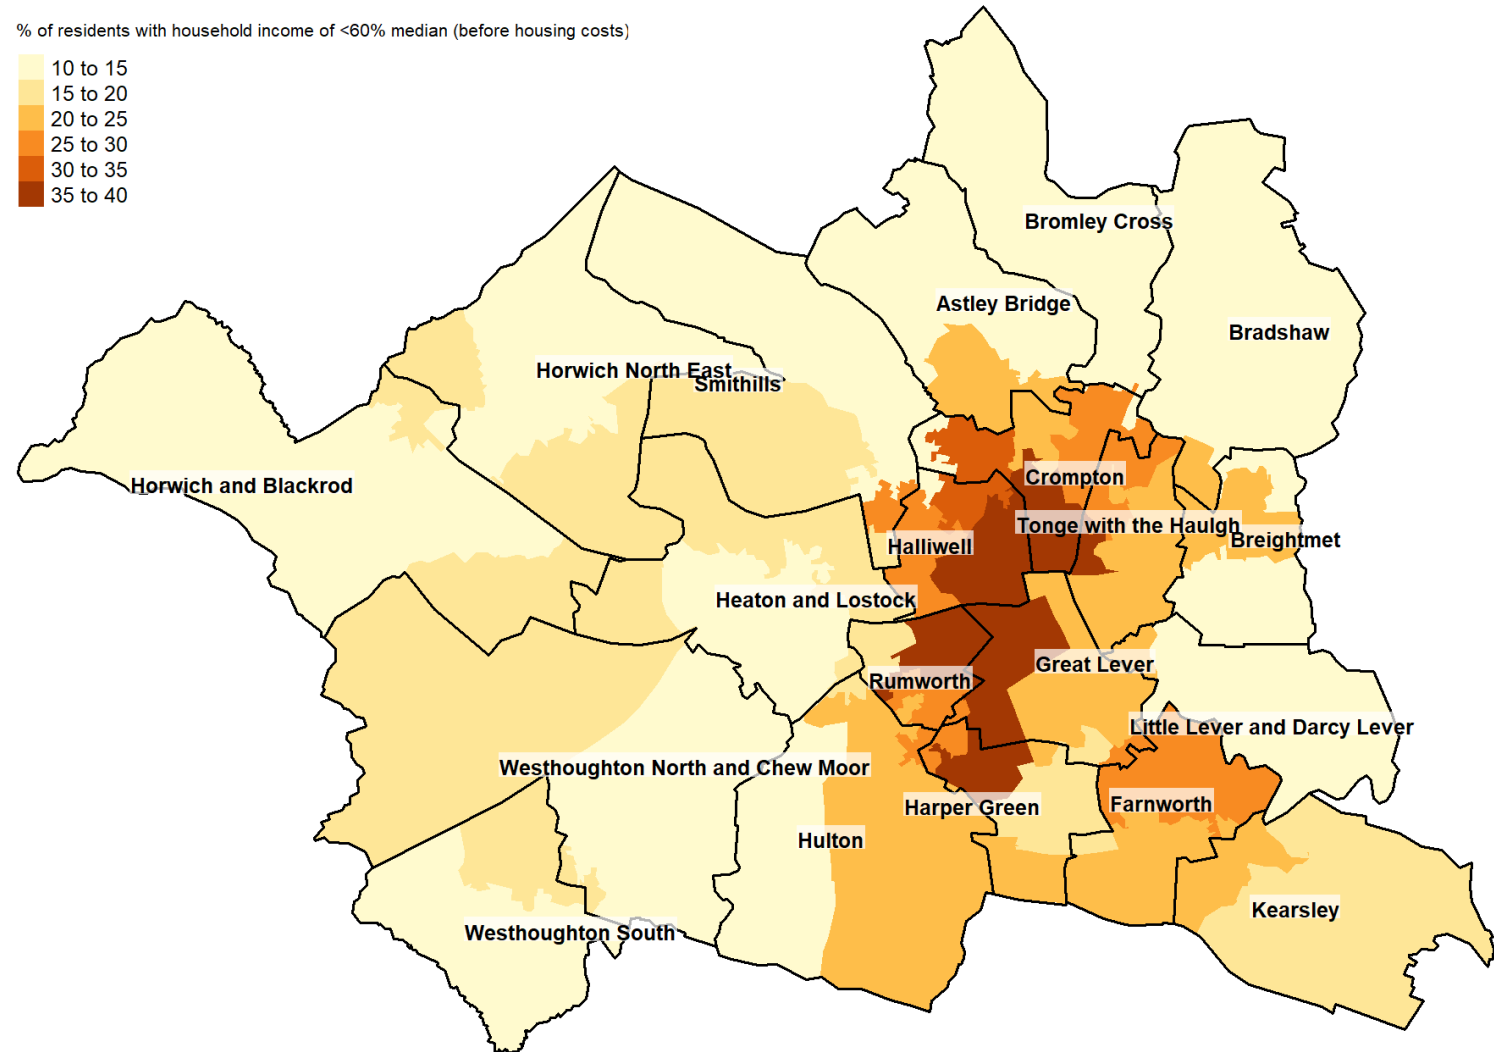 % of residents with household income of <60% median (before housing costs)
10 to 15
15 to 20
20 to 25
25 to 30
30 to 35
35 to 40
Bromley Cross
Astley Bridge
Bradshaw
Horwich North East
Smithills
Crompton
Horwich and Blackrod
Tonge with the Haulgh
Breightmet
Halliwell
Heaton and Lostock
Great Lever
Rumworth
Little Lever and Darcy Lever
Westhoughton North and Chew Moor
Farnworth
Harper Green
Hulton
Kearsley
Westhoughton South